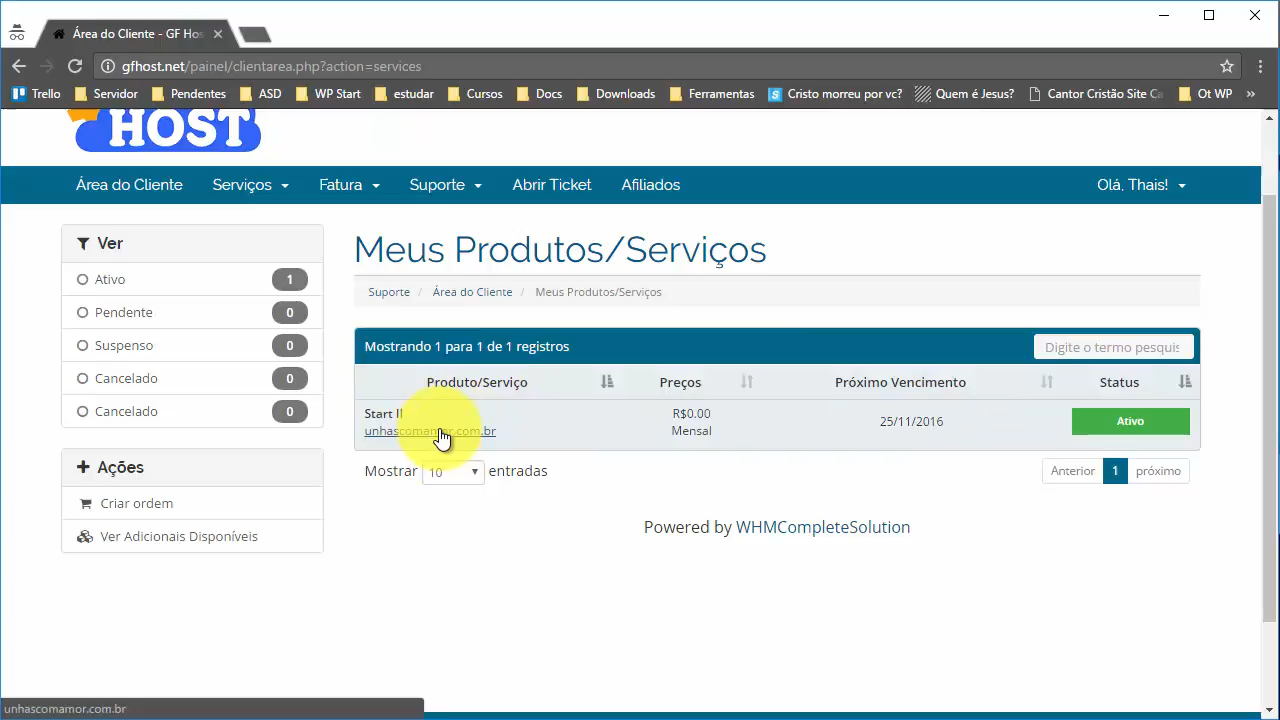 Área do Cliente - GF Hos
gfhost.net/painel/clientarea.php?action=services
Trello Servidor Pendentes ASD WP Start estudar Cursos Docs Downloads Ferramentas Cristo morreu por vc? Quem é Jesus? Cantor Cristão Site Ca Ot WP »
HOST
Área do Cliente Serviços Fatura Suporte Abrir Ticket Afiliados Olá, Thais!
Ver
Ativo 1
Pendente 0
Suspenso 0
Cancelado 0
Cancelado 0
Ações
Criar ordem
Ver Adicionais Disponíveis
Meus Produtos/Serviços
Suporte / Área do Cliente / Meus Produtos/Serviços
Mostrando 1 para 1 de 1 registros Digite o termo pesquis
Produto/Serviço Preços Próximo Vencimento Status
Start II R$0.00
unhascomamor.com.br Mensal 25/11/2016 Ativo
Mostrar 10 entradas Anterior 1 próximo
Powered by WHMCompleteSolution
unhascomamor.com.br